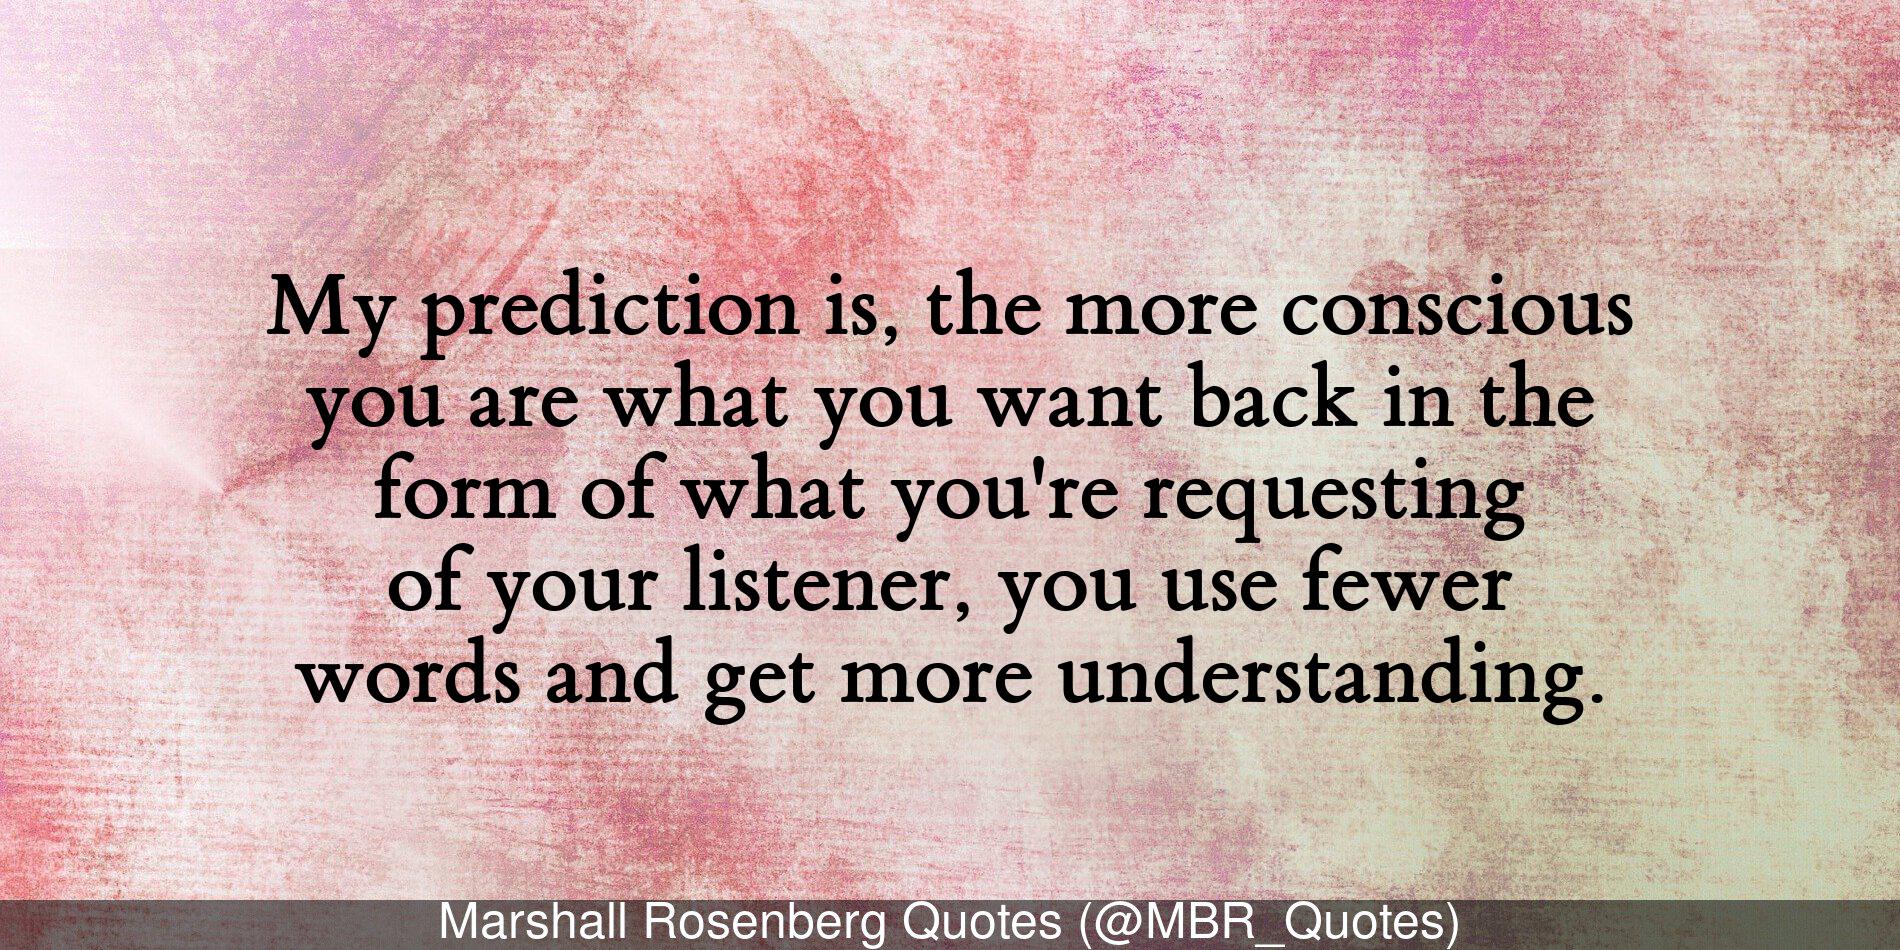 My prediction is, the more conscious
you are what you want back in the
form of what you're requesting
of your listener, you use fewer
words and get more understanding.
Marshall Rosenberg Quotes (@MBR_Quotes)